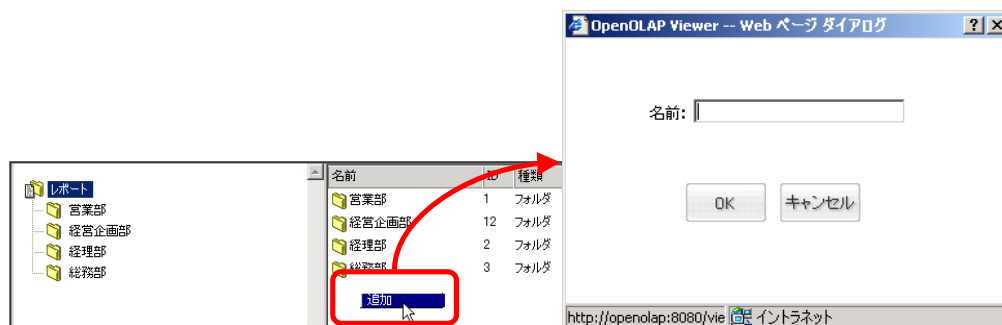 OpenOLAP Viewer -- Web ページ ダイアログ
名前:
OK キャンセル
http://openolap:8080/vie イントラネット
レポート
営業部
経営企画部
経理部
総務部
名前 ID 種類
営業部 1 フォルダ
経営企画部 12 フォルダ
経理部 2 フォルダ
総務部 3 フォルダ
追加